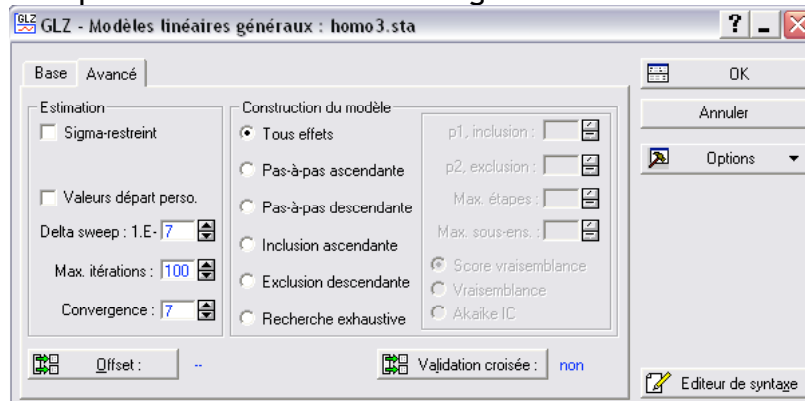 GLZ - Modèles linéaires généraux : homo3.sta
Base Avancé
OK
Annuler
Options
Estimation
Sigma-restreint
Valeurs départ perso.
Delta sweep : 1.E- 7
Max. itérations : 100
Convergence : 7
Construction du modèle
Tous effets
Pas-à-pas ascendante
Pas-à-pas descendante
Inclusion ascendante
Exclusion descendante
Recherche exhaustive
p1, inclusion :
p2, exclusion :
Max. étapes :
Max. sous-ens. :
Score vraisemblance
Vraisemblance
Akaike IC
Offset : --
Validation croisée : non
Editeur de syntaxe